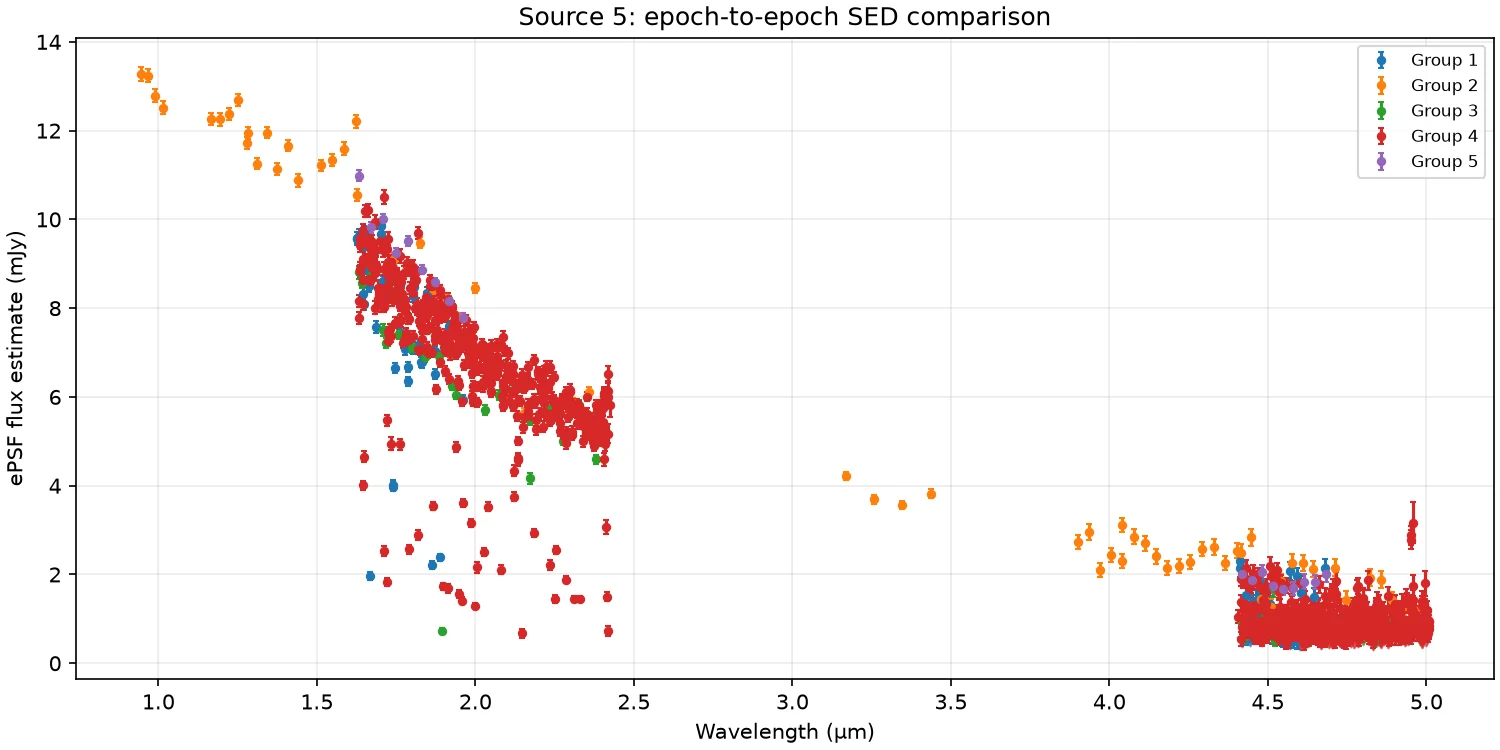 Source 5: epoch-to-epoch SED comparison
ePSF flux estimate (mJy)
14
12
10
8
6
4
2
0
Group 1
Group 2
Group 3
Group 4
Group 5
1.0 1.5 2.0 2.5 3.0 3.5 4.0 4.5 5.0
Wavelength (μm)